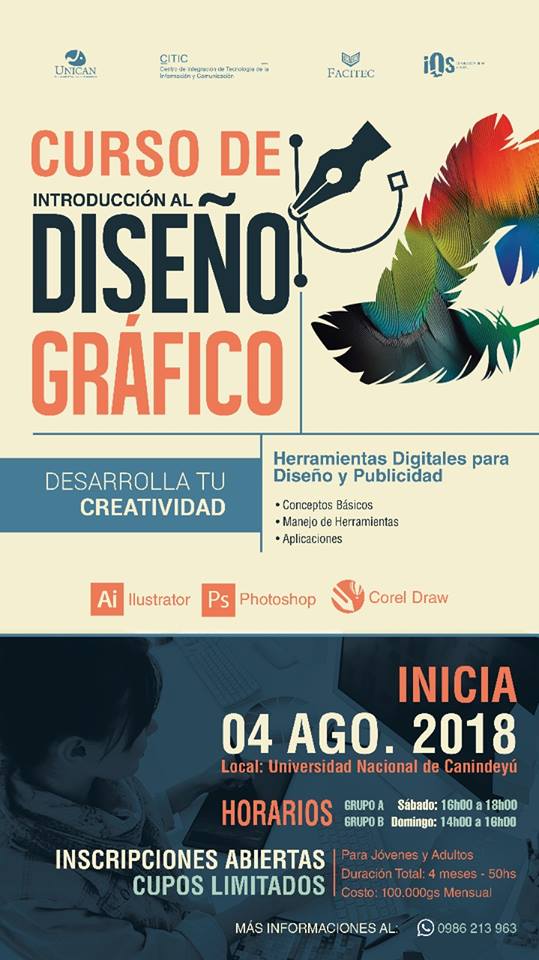 UNICAN
CITIC
Centro de Integración de Tecnología de la
Información y Comunicación
FACITEC
iQS
CURSO DE
INTRODUCCIÓN AL
DISEÑO
GRÁFICO
DESARROLLA TU
CREATIVIDAD
Herramientas Digitales para
Diseño y Publicidad
• Conceptos Básicos
• Manejo de Herramientas
• Aplicaciones
Ai Ilustrator Ps Photoshop Corel Draw
INICIA
04 AGO. 2018
Local: Universidad Nacional de Canindeyú
HORARIOS
GRUPO A Sábado: 16h00 a 18h00
GRUPO B Domingo: 14h00 a 16h00
INSCRIPCIONES ABIERTAS
CUPOS LIMITADOS
Para Jóvenes y Adultos
Duración Total: 4 meses - 50hs
Costo: 100.000gs Mensual
MÁS INFORMACIONES AL: 0986 213 963